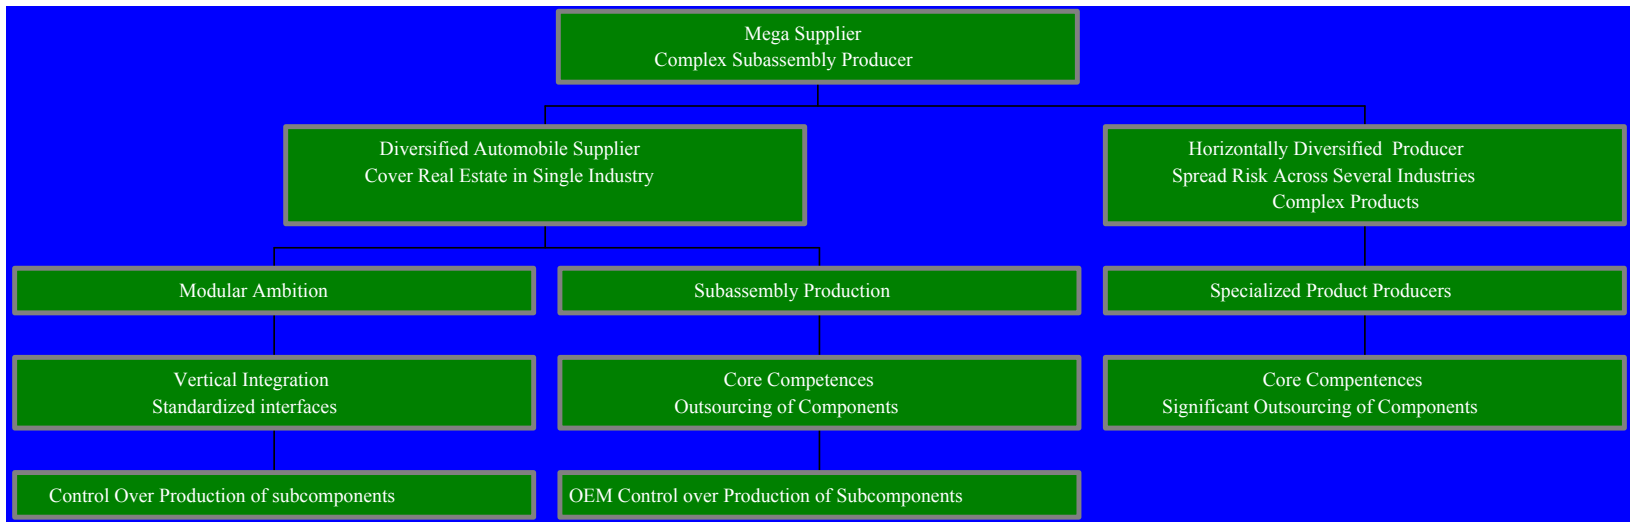 Mega Supplier
Complex Subassembly Producer
Diversified Automobile Supplier
Cover Real Estate in Single Industry
Horizontally Diversified Producer
Spread Risk Across Several Industries
Complex Products
Modular Ambition
Subassembly Production
Specialized Product Producers
Vertical Integration
Standardized interfaces
Core Competences
Outsourcing of Components
Core Compentences
Significant Outsourcing of Components
Control Over Production of subcomponents
OEM Control over Production of Subcomponents